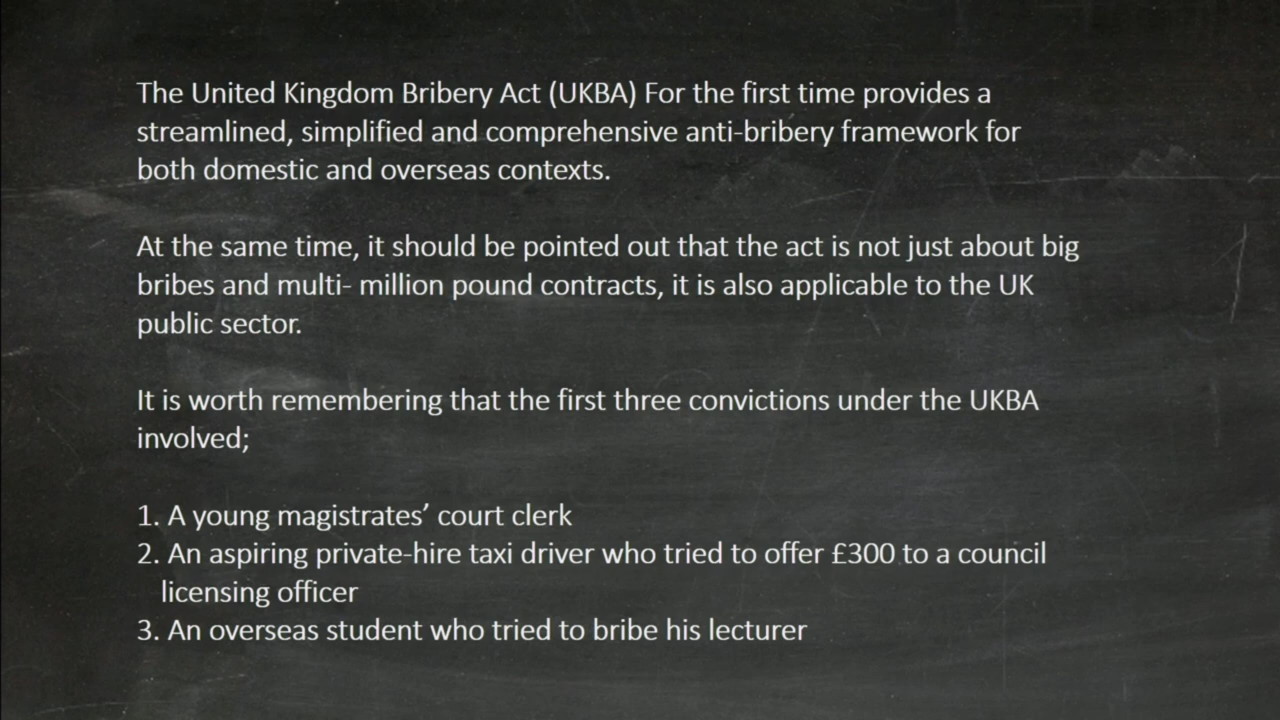 The United Kingdom Bribery Act (UKBA) For the first time provides a
streamlined, simplified and comprehensive anti-bribery framework for
both domestic and overseas contexts.
At the same time, it should be pointed out that the act is not just about big
bribes and multi- million pound contracts, it is also applicable to the UK
public sector.
It is worth remembering that the first three convictions under the UKBA
involved;
1. A young magistrates’ court clerk
2. An aspiring private-hire taxi driver who tried to offer £300 to a council
licensing officer
3. An overseas student who tried to bribe his lecturer